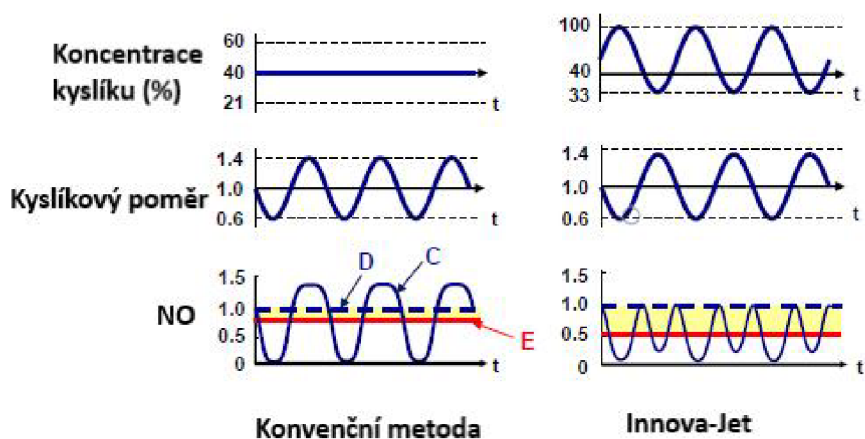 Koncentrace
kyslíku (%)
60
40
21
t
100
40
33
t
Kyslíkový poměr
1.4
1.0
0.6
t
1.4
1.0
0.6
t
NO
1.5
1.0
0.5
0
D
C
E
t
1.5
1.0
0.5
0
t
Konvenční metoda
Innova-Jet